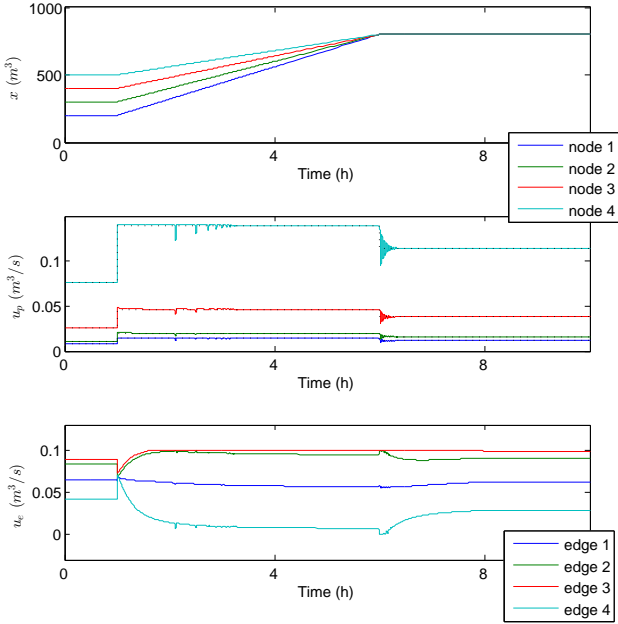 1000
500
0
x (m³)
0
4
8
Time (h)
node 1
node 2
node 3
node 4
0.1
0.05
0
u_p (m³/s)
0
4
8
Time (h)
0.1
0.05
0
u_e (m³/s)
0
4
8
Time (h)
edge 1
edge 2
edge 3
edge 4